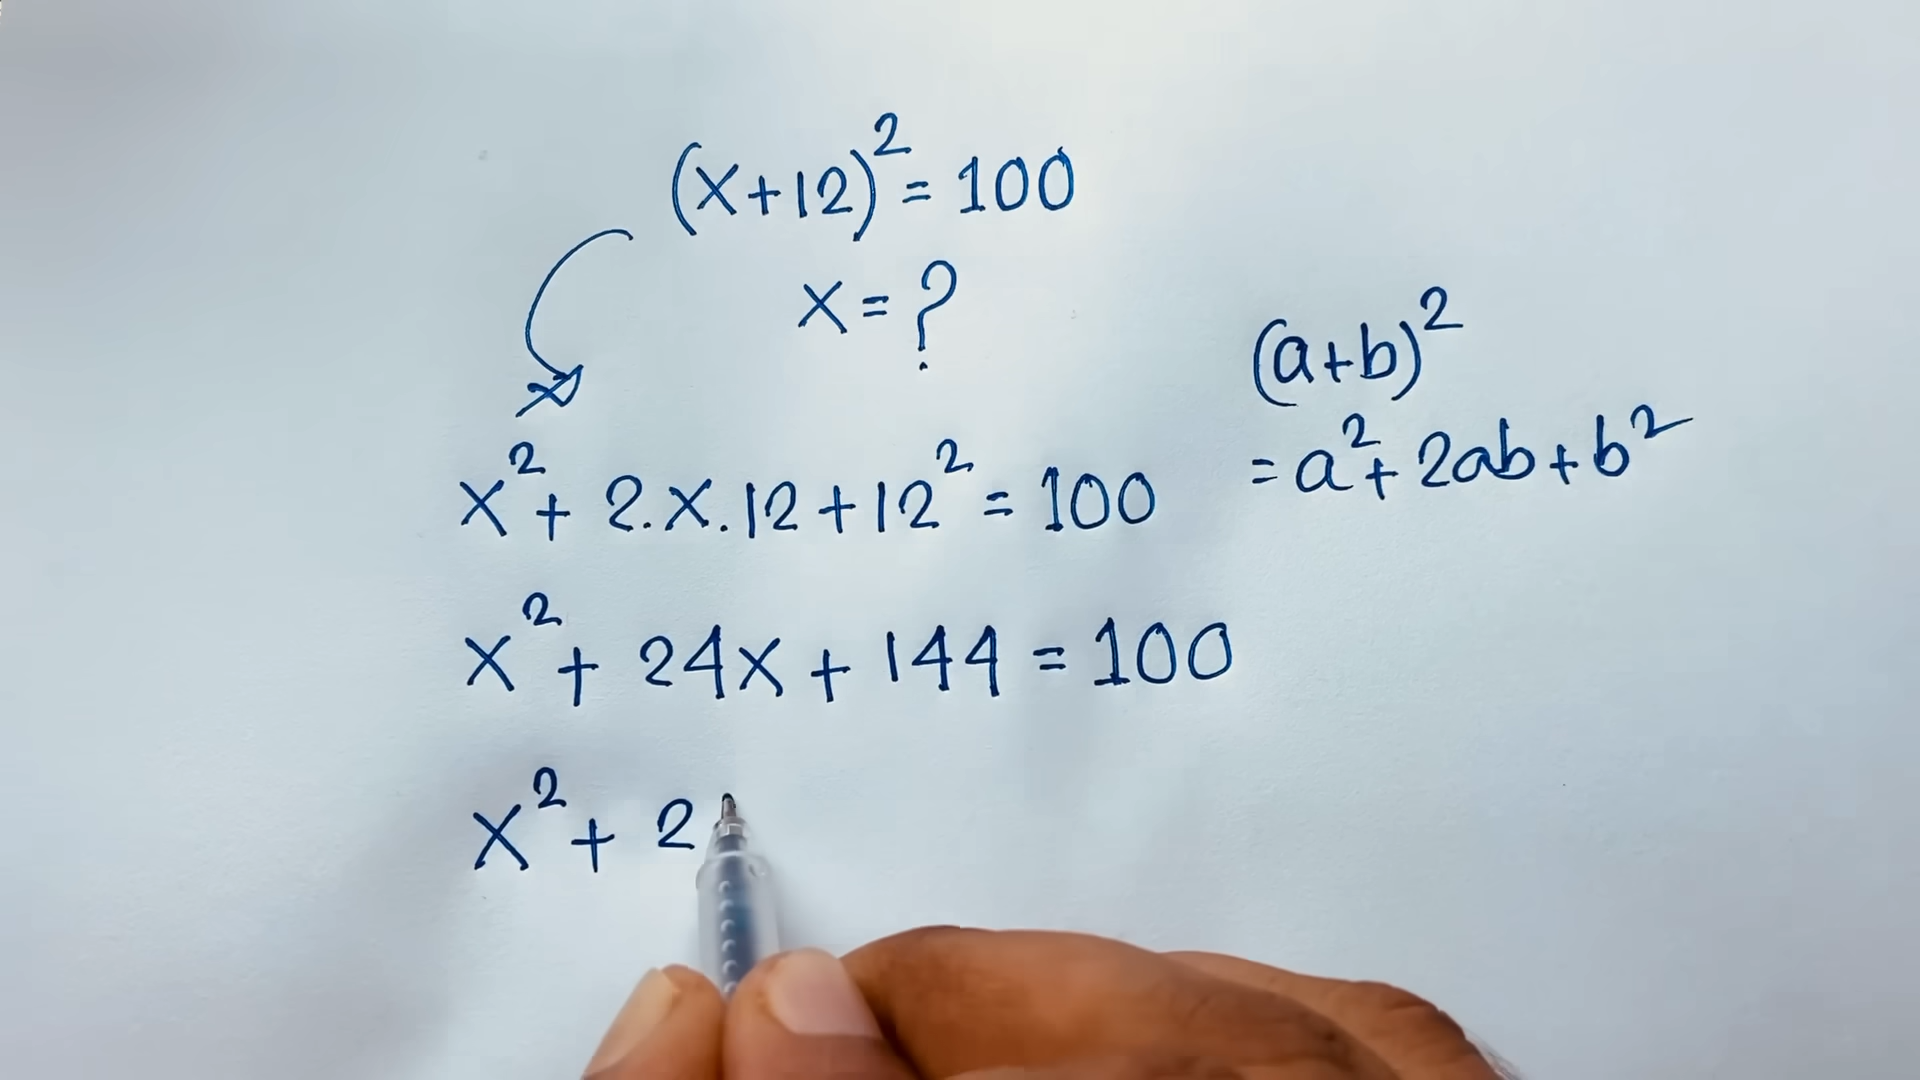 (x+12)² = 100
x = ?
(a+b)²
= a² + 2ab + b²
x² + 2.x.12 + 12² = 100
x² + 24x + 144 = 100
x² + 2